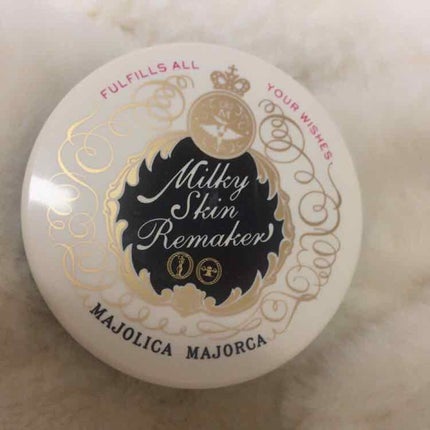 FULFILLS ALL YOUR WISHES.
Milky
Skin
Remaker
MAJOLICA MAJORCA